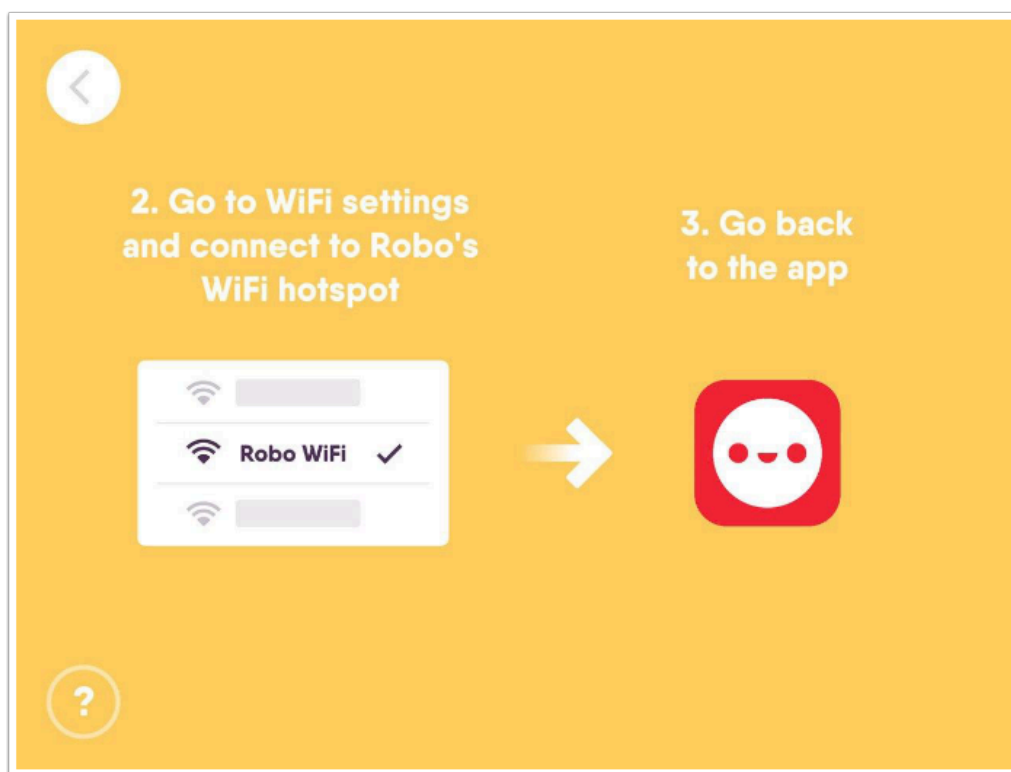 2. Go to WiFi settings
and connect to Robo's
WiFi hotspot
Robo WiFi
3. Go back
to the app
?